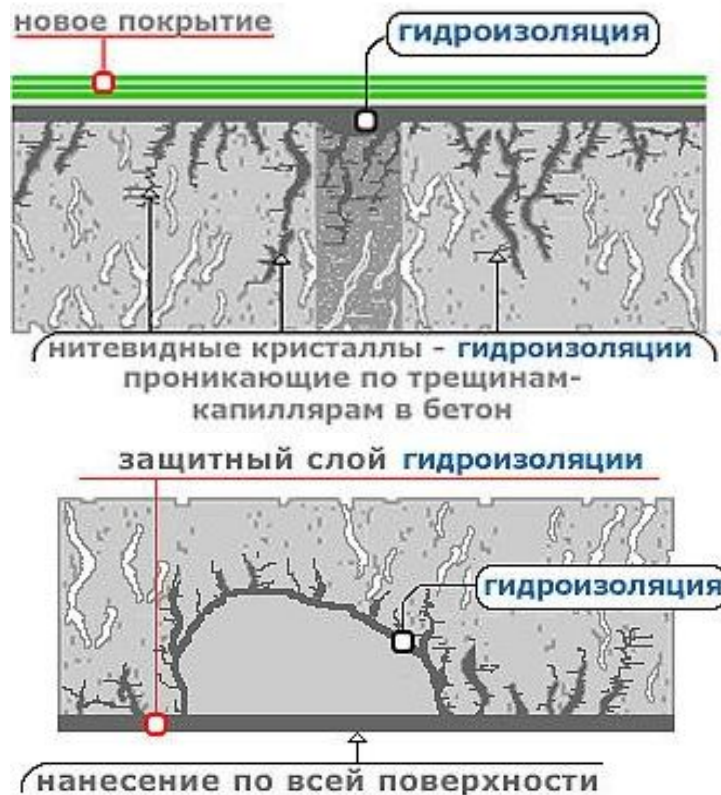 новое покрытие
гидроизоляция
нитевидные кристаллы - гидроизоляции
проникающие по трещинам-
капиллярам в бетон
защитный слой гидроизоляции
гидроизоляция
нанесение по всей поверхности